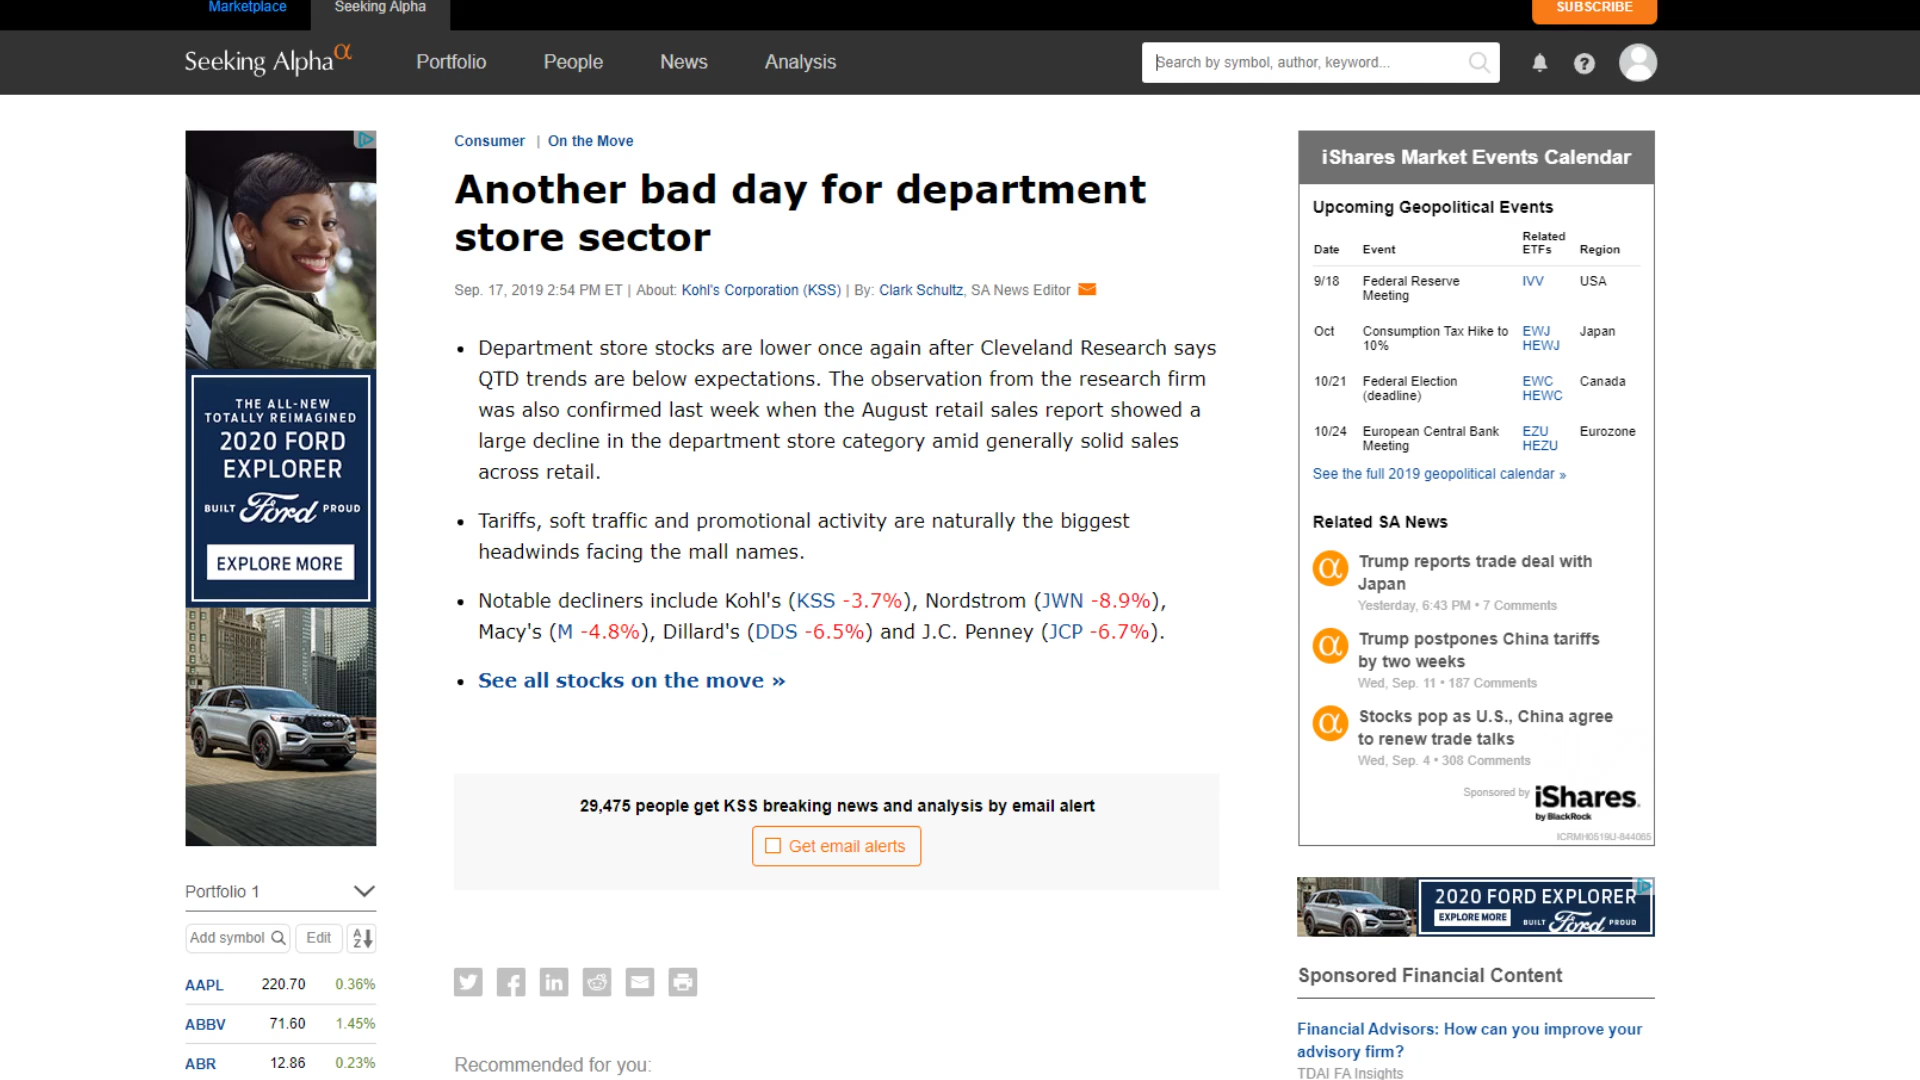 Marketplace
Seeking Alpha
SUBSCRIBE
Seeking Alpha α
Portfolio
People
News
Analysis
Search by symbol, author, keyword...
THE ALL-NEW
TOTALLY REIMAGINED
2020 FORD
EXPLORER
BUILT Ford PROUD
EXPLORE MORE
Portfolio 1
Add symbol
Edit
AAPL 220.70 0.36%
ABBV 71.60 1.45%
ABR 12.86 0.23%
Consumer | On the Move
Another bad day for department
store sector
Sep. 17, 2019 2:54 PM ET | About: Kohl's Corporation (KSS) | By: Clark Schultz, SA News Editor
• Department store stocks are lower once again after Cleveland Research says
QTD trends are below expectations. The observation from the research firm
was also confirmed last week when the August retail sales report showed a
large decline in the department store category amid generally solid sales
across retail.
• Tariffs, soft traffic and promotional activity are naturally the biggest
headwinds facing the mall names.
• Notable decliners include Kohl's (KSS -3.7%), Nordstrom (JWN -8.9%),
Macy's (M -4.8%), Dillard's (DDS -6.5%) and J.C. Penney (JCP -6.7%).
• See all stocks on the move »
29,475 people get KSS breaking news and analysis by email alert
Get email alerts
Recommended for you:
iShares Market Events Calendar
Upcoming Geopolitical Events
Date Event Related ETFs Region
9/18 Federal Reserve Meeting IVV USA
Oct Consumption Tax Hike to 10% EWJ HEWJ Japan
10/21 Federal Election (deadline) EWC HEWC Canada
10/24 European Central Bank Meeting EZU HEZU Eurozone
See the full 2019 geopolitical calendar »
Related SA News
Trump reports trade deal with
Japan
Yesterday, 6:43 PM • 7 Comments
Trump postpones China tariffs
by two weeks
Wed, Sep. 11 • 187 Comments
Stocks pop as U.S., China agree
to renew trade talks
Wed, Sep. 4 • 308 Comments
Sponsored by iShares.
by BlackRock
ICRMH0519U-844065
2020 FORD EXPLORER
EXPLORE MORE BUILT Ford PROUD
Sponsored Financial Content
Financial Advisors: How can you improve your
advisory firm?
TDAI FA Insights